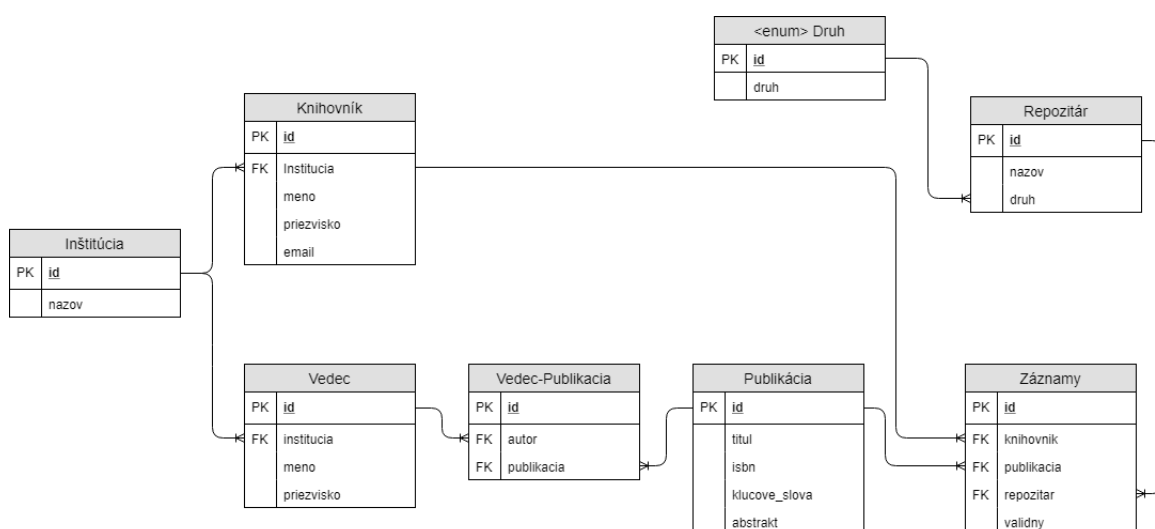 <enum> Druh
PK id
druh
Knihovník
PK id
FK Institucia
meno
priezvisko
email
Repozitár
PK id
nazov
druh
Inštitúcia
PK id
nazov
Vedec
PK id
FK institucia
meno
priezvisko
Vedec-Publikacia
PK id
FK autor
FK publikacia
Publikácia
PK id
titul
isbn
klucove_slova
abstrakt
Záznamy
PK id
FK knihovnik
FK publikacia
FK repozitar
validny